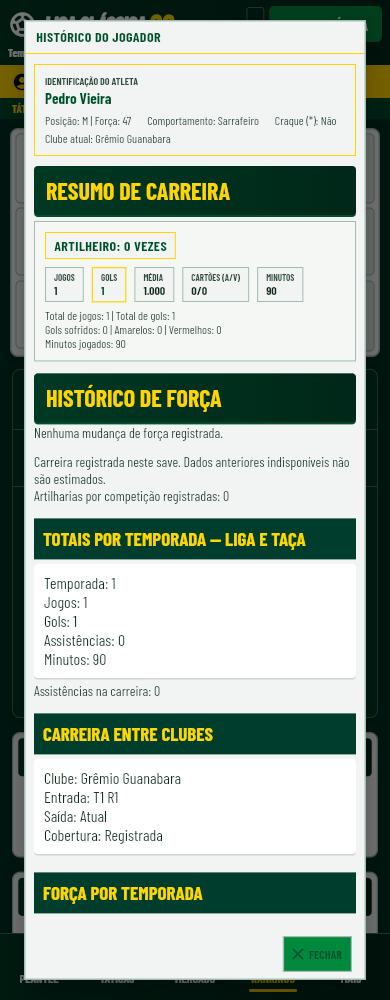 HISTÓRICO DO JOGADOR
IDENTIFICAÇÃO DO ATLETA
Pedro Vieira
Posição: M | Força: 47 Comportamento: Sarrafeiro Craque (*): Não
Clube atual: Grêmio Guanabara
RESUMO DE CARREIRA
ARTILHEIRO: 0 VEZES
JOGOS GOLS MÉDIA CARTÕES (A/V) MINUTOS
1 1 1.000 0/0 90
Total de jogos: 1 | Total de gols: 1
Gols sofridos: 0 | Amarelos: 0 | Vermelhos: 0
Minutos jogados: 90
HISTÓRICO DE FORÇA
Nenhuma mudança de força registrada.
Carreira registrada neste save. Dados anteriores indisponíveis não
são estimados.
Artilharias por competição registradas: 0
TOTAIS POR TEMPORADA — LIGA E TAÇA
Temporada: 1
Jogos: 1
Gols: 1
Assistências: 0
Minutos: 90
Assistências na carreira: 0
CARREIRA ENTRE CLUBES
Clube: Grêmio Guanabara
Entrada: T1 R1
Saída: Atual
Cobertura: Registrada
FORÇA POR TEMPORADA
FECHAR